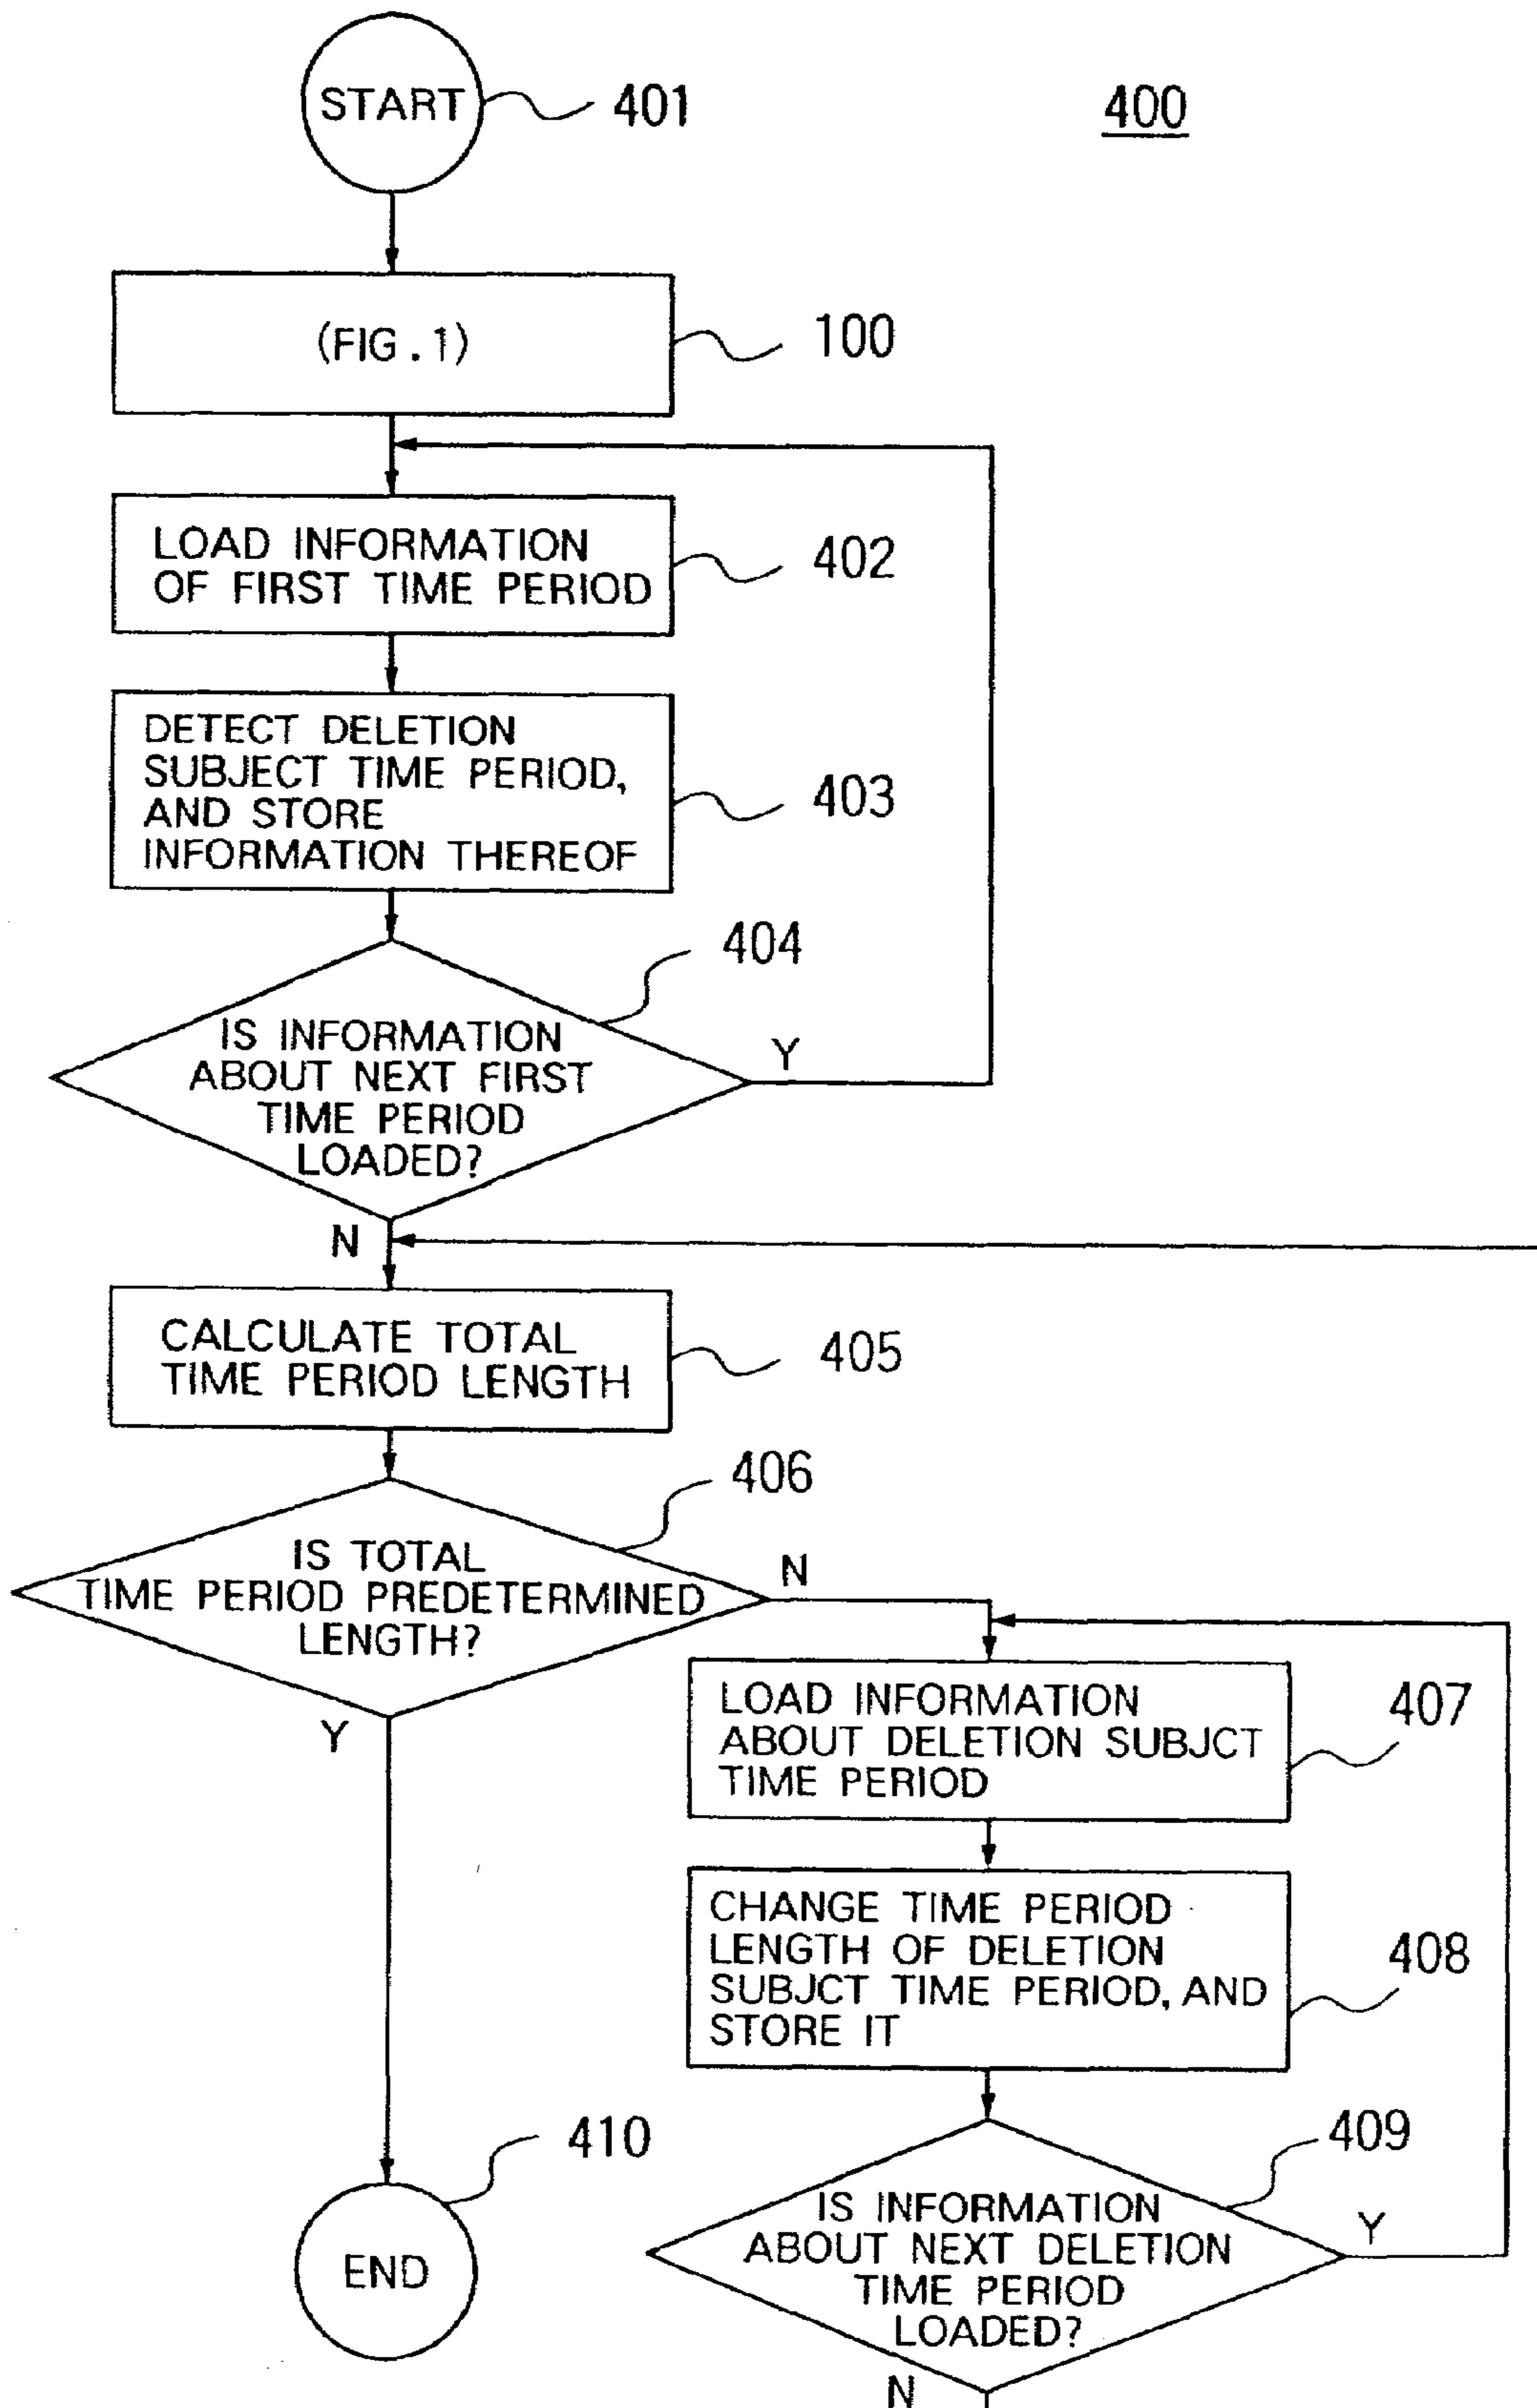 START
401
400
(FIG.1)
100
LOAD INFORMATION
OF FIRST TIME PERIOD
402
DETECT DELETION
SUBJECT TIME PERIOD,
AND STORE
INFORMATION THEREOF
403
404
IS INFORMATION
ABOUT NEXT FIRST
TIME PERIOD
LOADED?
Y
N
CALCULATE TOTAL
TIME PERIOD LENGTH
405
406
IS TOTAL
TIME PERIOD PREDETERMINED
LENGTH?
N
Y
LOAD INFORMATION
ABOUT DELETION SUBJCT
TIME PERIOD
407
CHANGE TIME PERIOD
LENGTH OF DELETION
SUBJCT TIME PERIOD, AND
STORE IT
408
409
IS INFORMATION
ABOUT NEXT DELETION
TIME PERIOD
LOADED?
Y
N
410
END